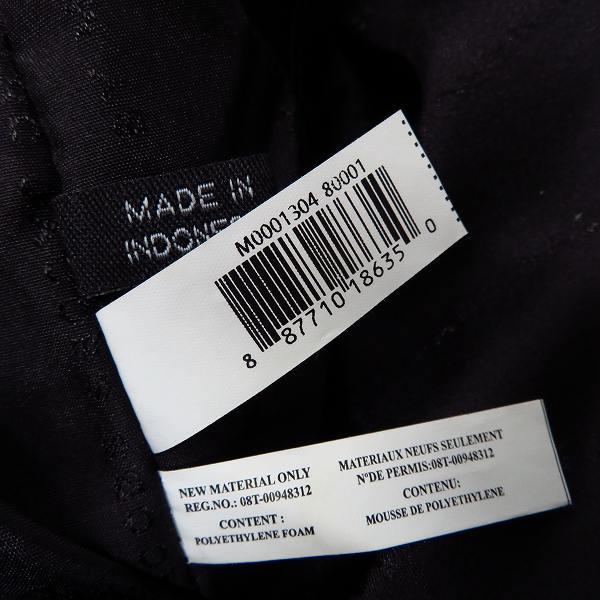 MADE IN
M0001304 80001
8 87710 18635 0
NEW MATERIAL ONLY
REG.NO.: 08T-00948312
CONTENT :
POLYETHYLENE FOAM
MATERIAUX NEUFS SEULEMENT
NºDE PERMIS:08T-00948312
CONTENU:
MOUSSE DE POLYETHYLENE